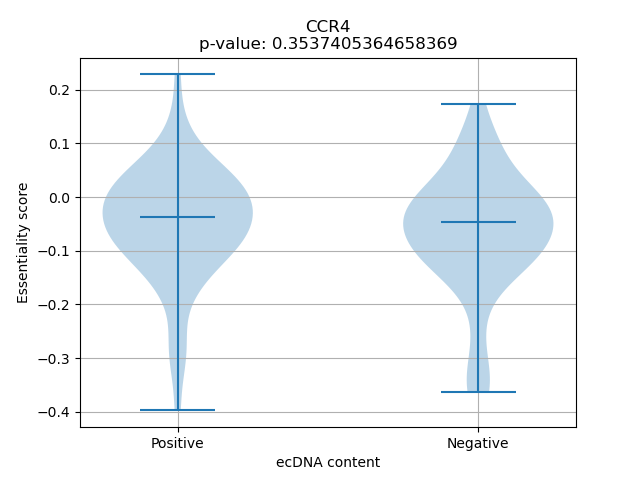 CCR4
p-value: 0.3537405364658369
0.2
0.1
0.0
−0.1
−0.2
−0.3
−0.4
Essentiality score
Positive
Negative
ecDNA content